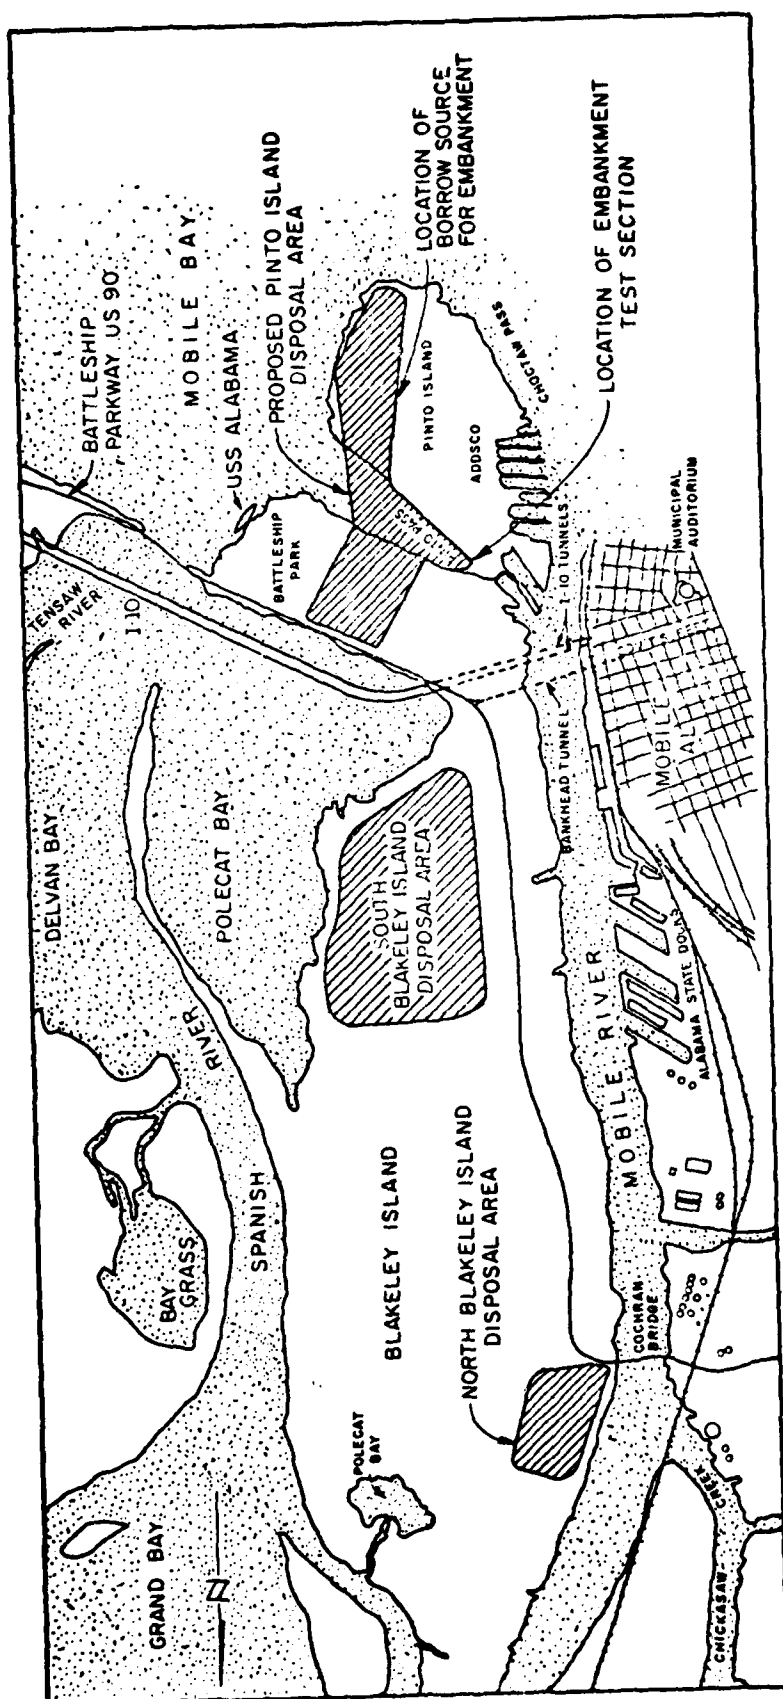 BATTLESHIP
PARKWAY US 90
MOBILE BAY
USS ALABAMA
PROPOSED PINTO ISLAND
DISPOSAL AREA
LOCATION OF
BORROW SOURCE
FOR EMBANKMENT
LOCATION OF EMBANKMENT
TEST SECTION
TENSAW
RIVER
I 10
BATTLESHIP
PARK
PINTO ISLAND
ADDSCO
CHOCTAW PASS
I-10 TUNNELS
MUNICIPAL
AUDITORIUM
BANKHEAD TUNNEL
MOBILE
AL
DELVAN BAY
POLECAT BAY
SOUTH
BLAKELEY ISLAND
DISPOSAL AREA
MOBILE RIVER
ALABAMA STATE DOCKS
SPANISH RIVER
BAY
GRASS
BLAKELEY ISLAND
NORTH BLAKELEY ISLAND
DISPOSAL AREA
COCHRAN
BRIDGE
POLECAT
BAY
GRAND BAY
N
CHICKASAW CREEK